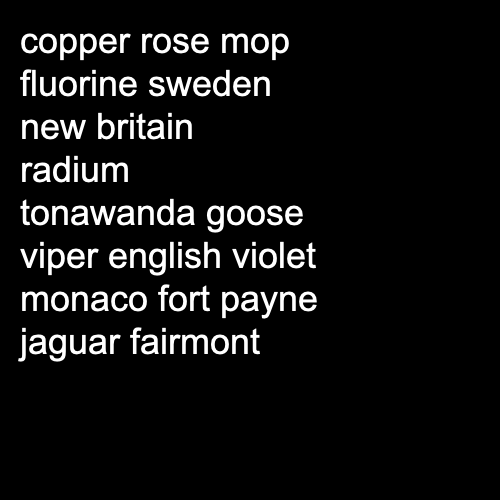 copper rose mop
fluorine sweden
new britain
radium
tonawanda goose
viper english violet
monaco fort payne
jaguar fairmont